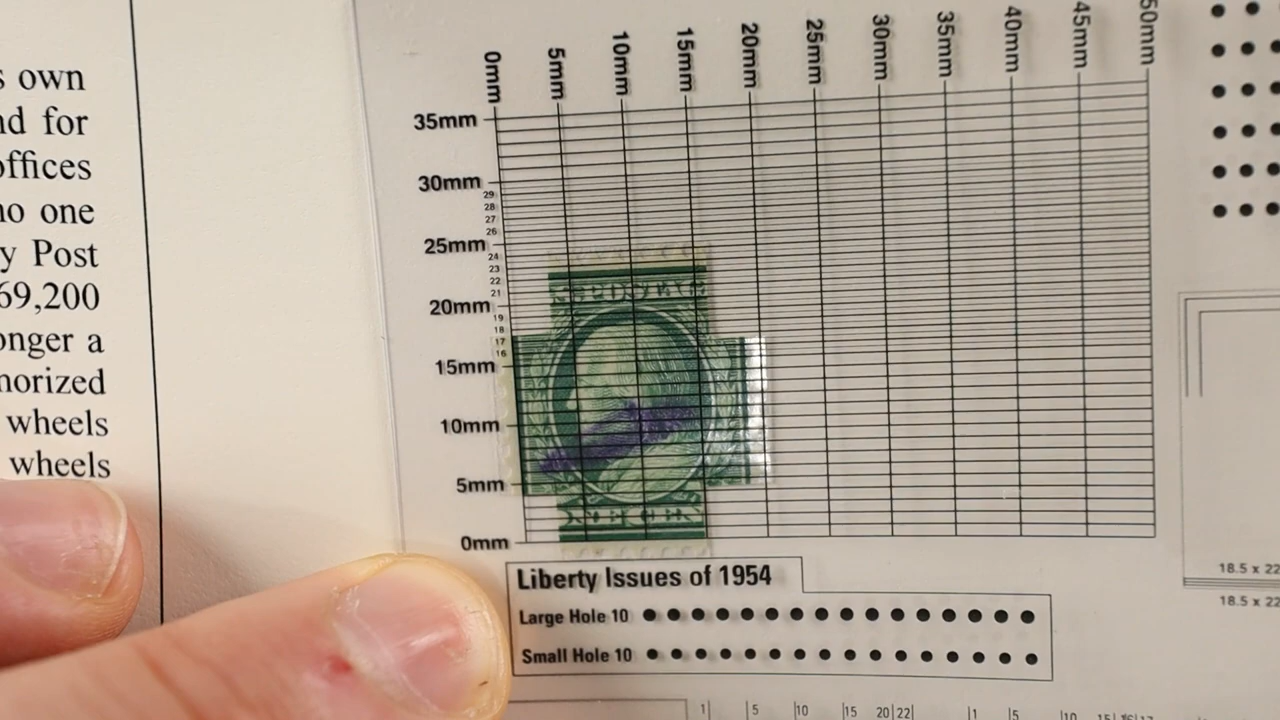 s own
nd for
offices
no one
y Post
69,200
onger a
norized
wheels
wheels
0mm 5mm 10mm 15mm 20mm 25mm 30mm 35mm 40mm 45mm 50mm
35mm
30mm
29
28
27
26
25mm
24
23
22
21
20mm
19
18
17
16
15mm
10mm
5mm
0mm
Liberty Issues of 1954
Large Hole 10
Small Hole 10
18.5 x 22
18.5 x 22
1 5 10 15 20 22 1 5 10